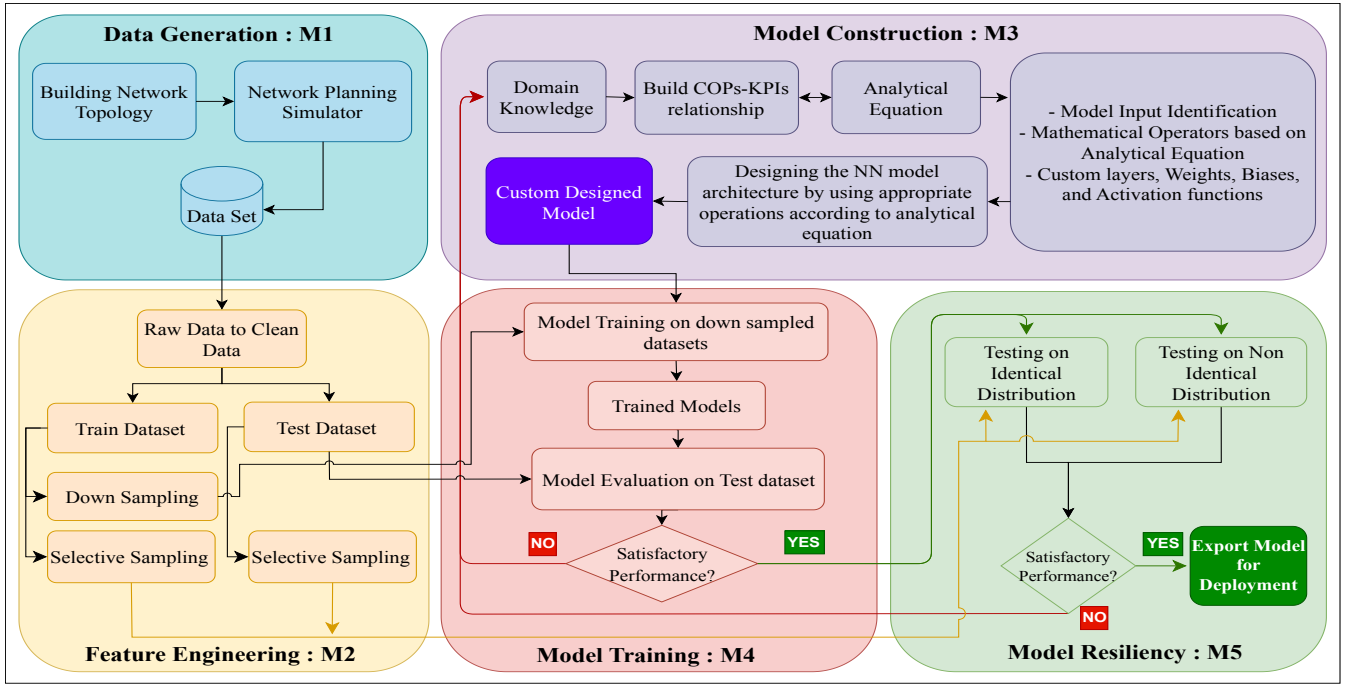 Data Generation : M1
Building Network
Topology
Network Planning
Simulator
Data Set
Model Construction : M3
Domain
Knowledge
Build COPs-KPIs
relationship
Analytical
Equation
- Model Input Identification
- Mathematical Operators based on
Analytical Equation
- Custom layers, Weights, Biases,
and Activation functions
Designing the NN model
architecture by using appropriate
operations according to analytical
equation
Custom Designed
Model
Raw Data to Clean
Data
Train Dataset
Test Dataset
Down Sampling
Selective Sampling
Selective Sampling
Feature Engineering : M2
Model Training on down sampled
datasets
Trained Models
Model Evaluation on Test dataset
Satisfactory
Performance?
NO
YES
Model Training : M4
Testing on
Identical
Distribution
Testing on Non
Identical
Distribution
Satisfactory
Performance?
YES
NO
Export Model
for
Deployment
Model Resiliency : M5